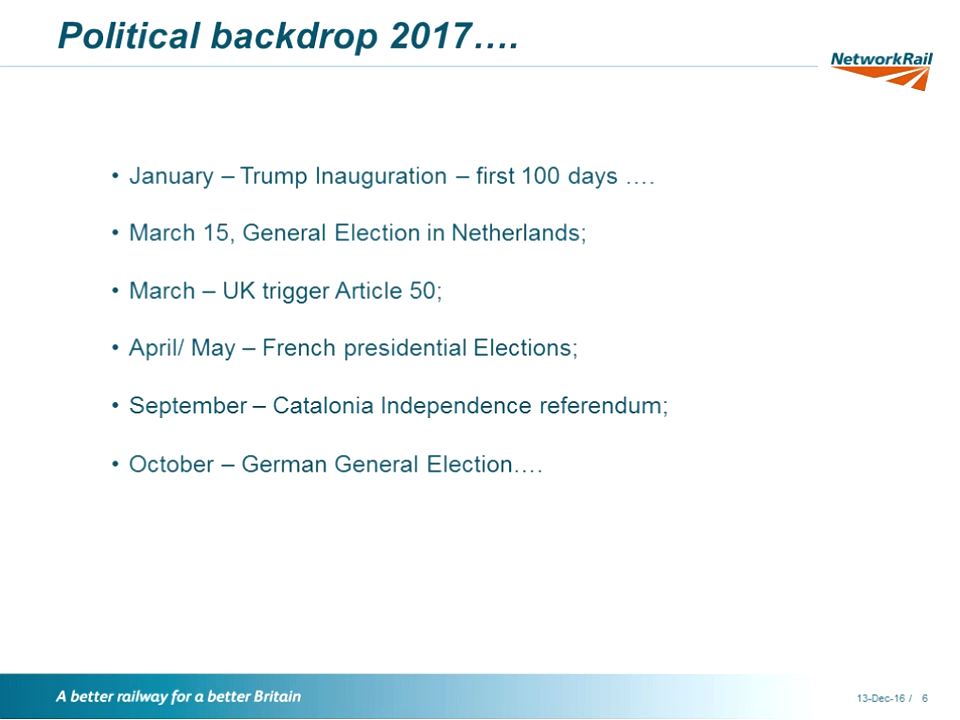 Political backdrop 2017….
NetworkRail
• January – Trump Inauguration – first 100 days ….
• March 15, General Election in Netherlands;
• March – UK trigger Article 50;
• April/ May – French presidential Elections;
• September – Catalonia Independence referendum;
• October – German General Election….
A better railway for a better Britain
13-Dec-16 / 6